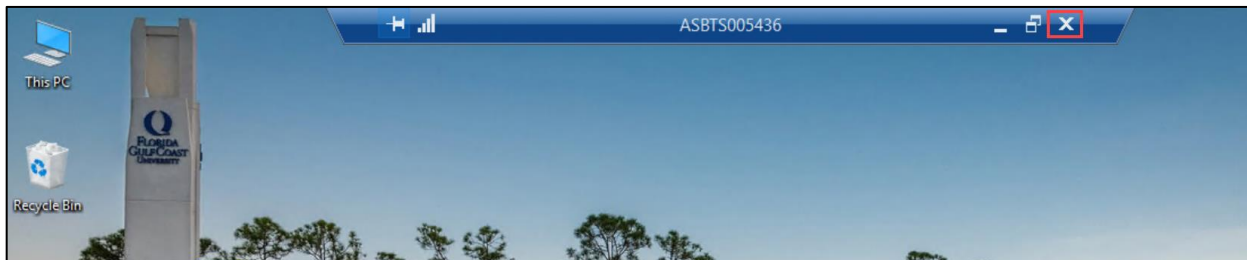 ASBTS005436
This PC
FLORIDA
GULF COAST
UNIVERSITY
Recycle Bin